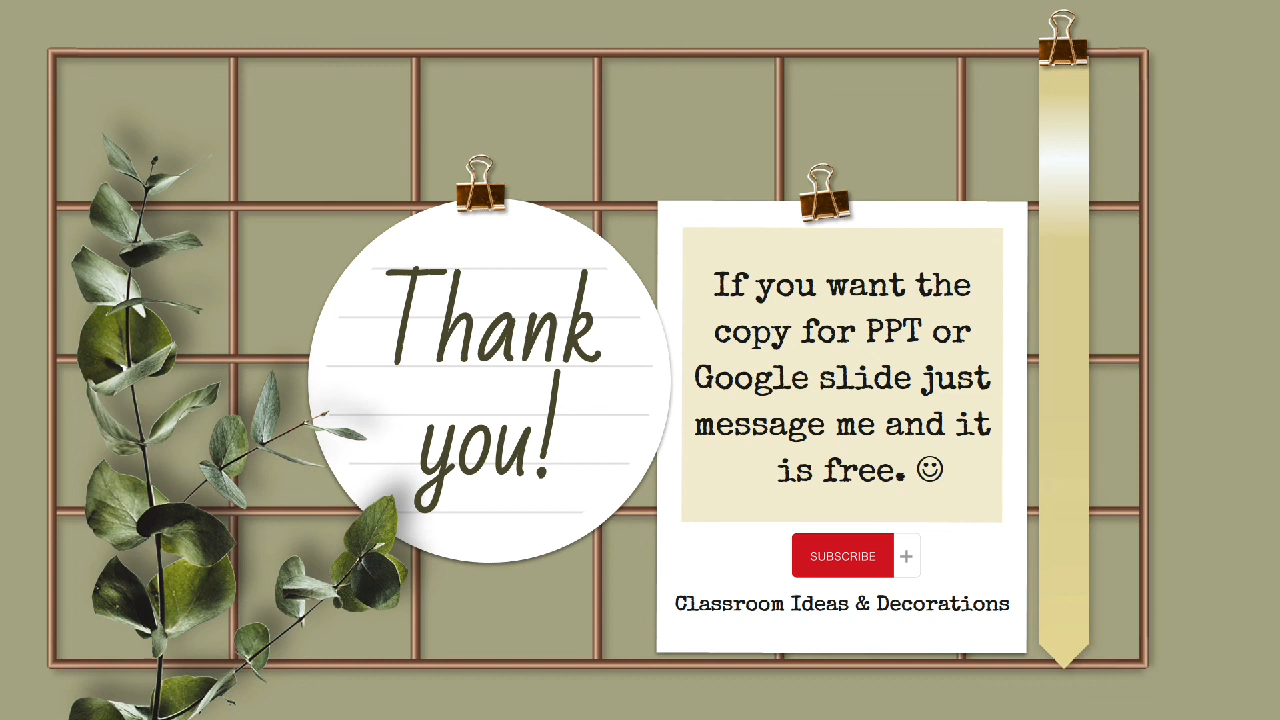 Thank
you!
If you want the
copy for PPT or
Google slide just
message me and it
is free. ☺
SUBSCRIBE +
Classroom Ideas & Decorations